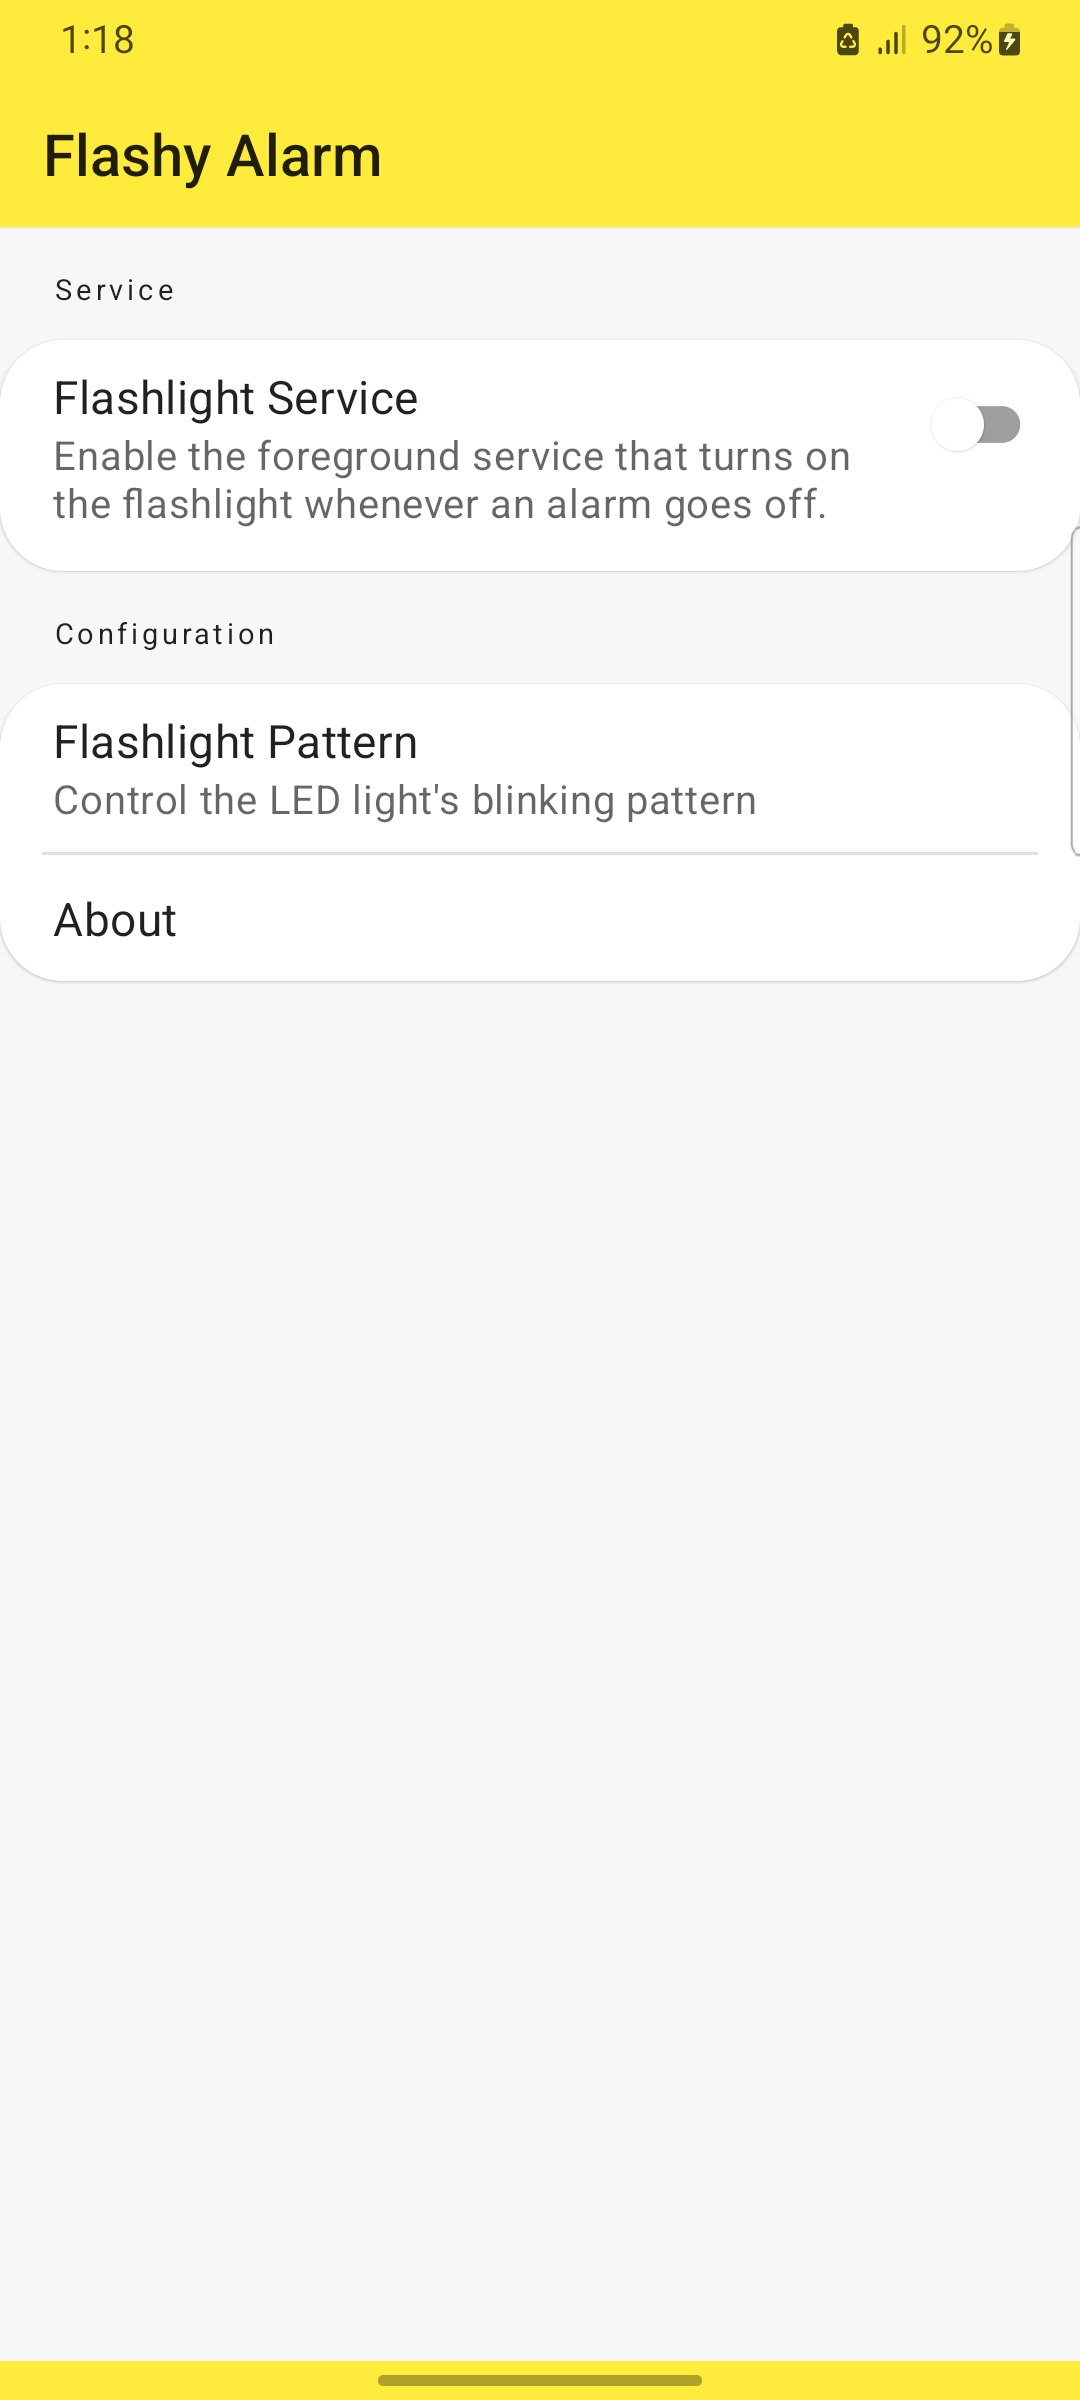 1:18
92%
Flashy Alarm
Service
Flashlight Service
Enable the foreground service that turns on
the flashlight whenever an alarm goes off.
Configuration
Flashlight Pattern
Control the LED light's blinking pattern
About